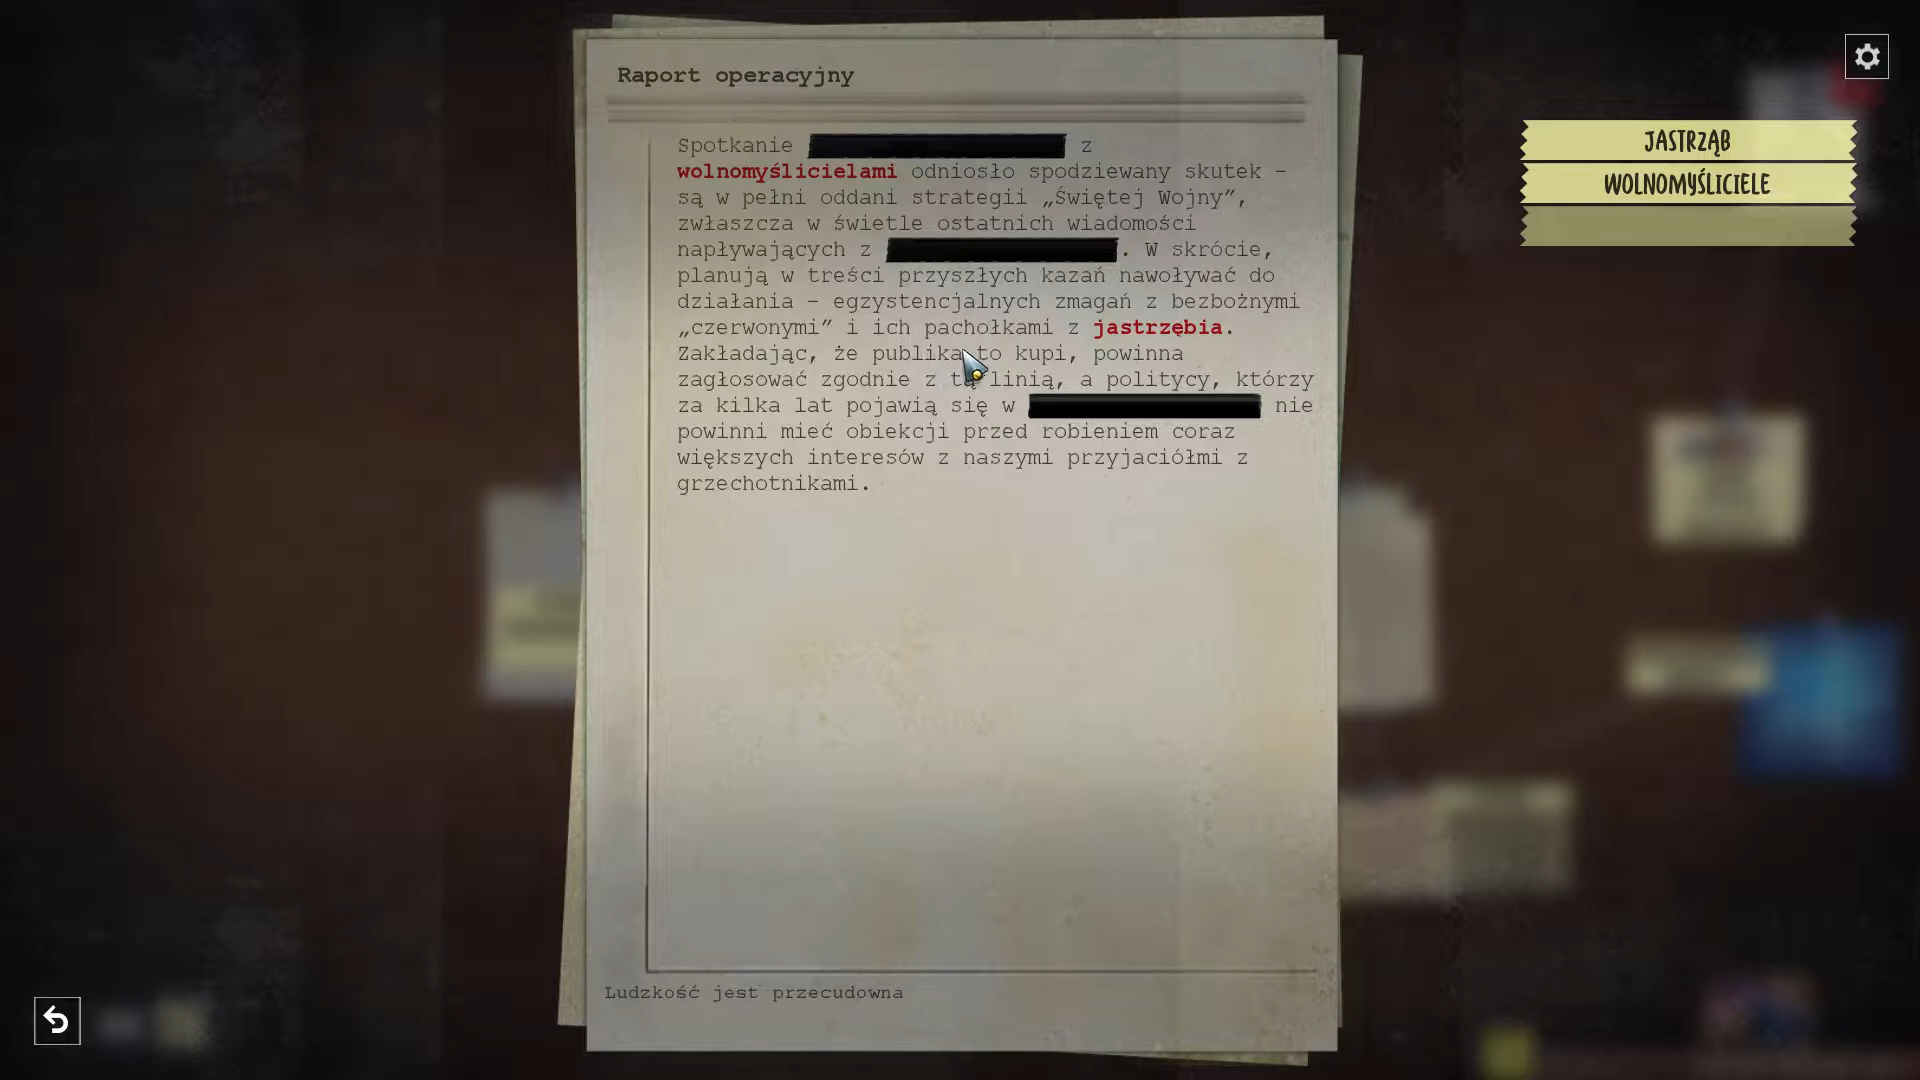 Raport operacyjny
Spotkanie z
wolnomyślicielami odniosło spodziewany skutek –
są w pełni oddani strategii „Świętej Wojny”,
zwłaszcza w świetle ostatnich wiadomości
napływających z . W skrócie,
planują w treści przyszłych kazań nawoływać do
działania – egzystencjalnych zmagań z bezbożnymi
„czerwonymi” i ich pachołkami z jastrzębia.
Zakładając, że publika to kupi, powinna
zagłosować zgodnie z tą linią, a politycy, którzy
za kilka lat pojawią się w nie
powinni mieć obiekcji przed robieniem coraz
większych interesów z naszymi przyjaciółmi z
grzechotnikami.
Ludzkość jest przecudowna
JASTRZĄB
WOLNOMYŚLICIELE